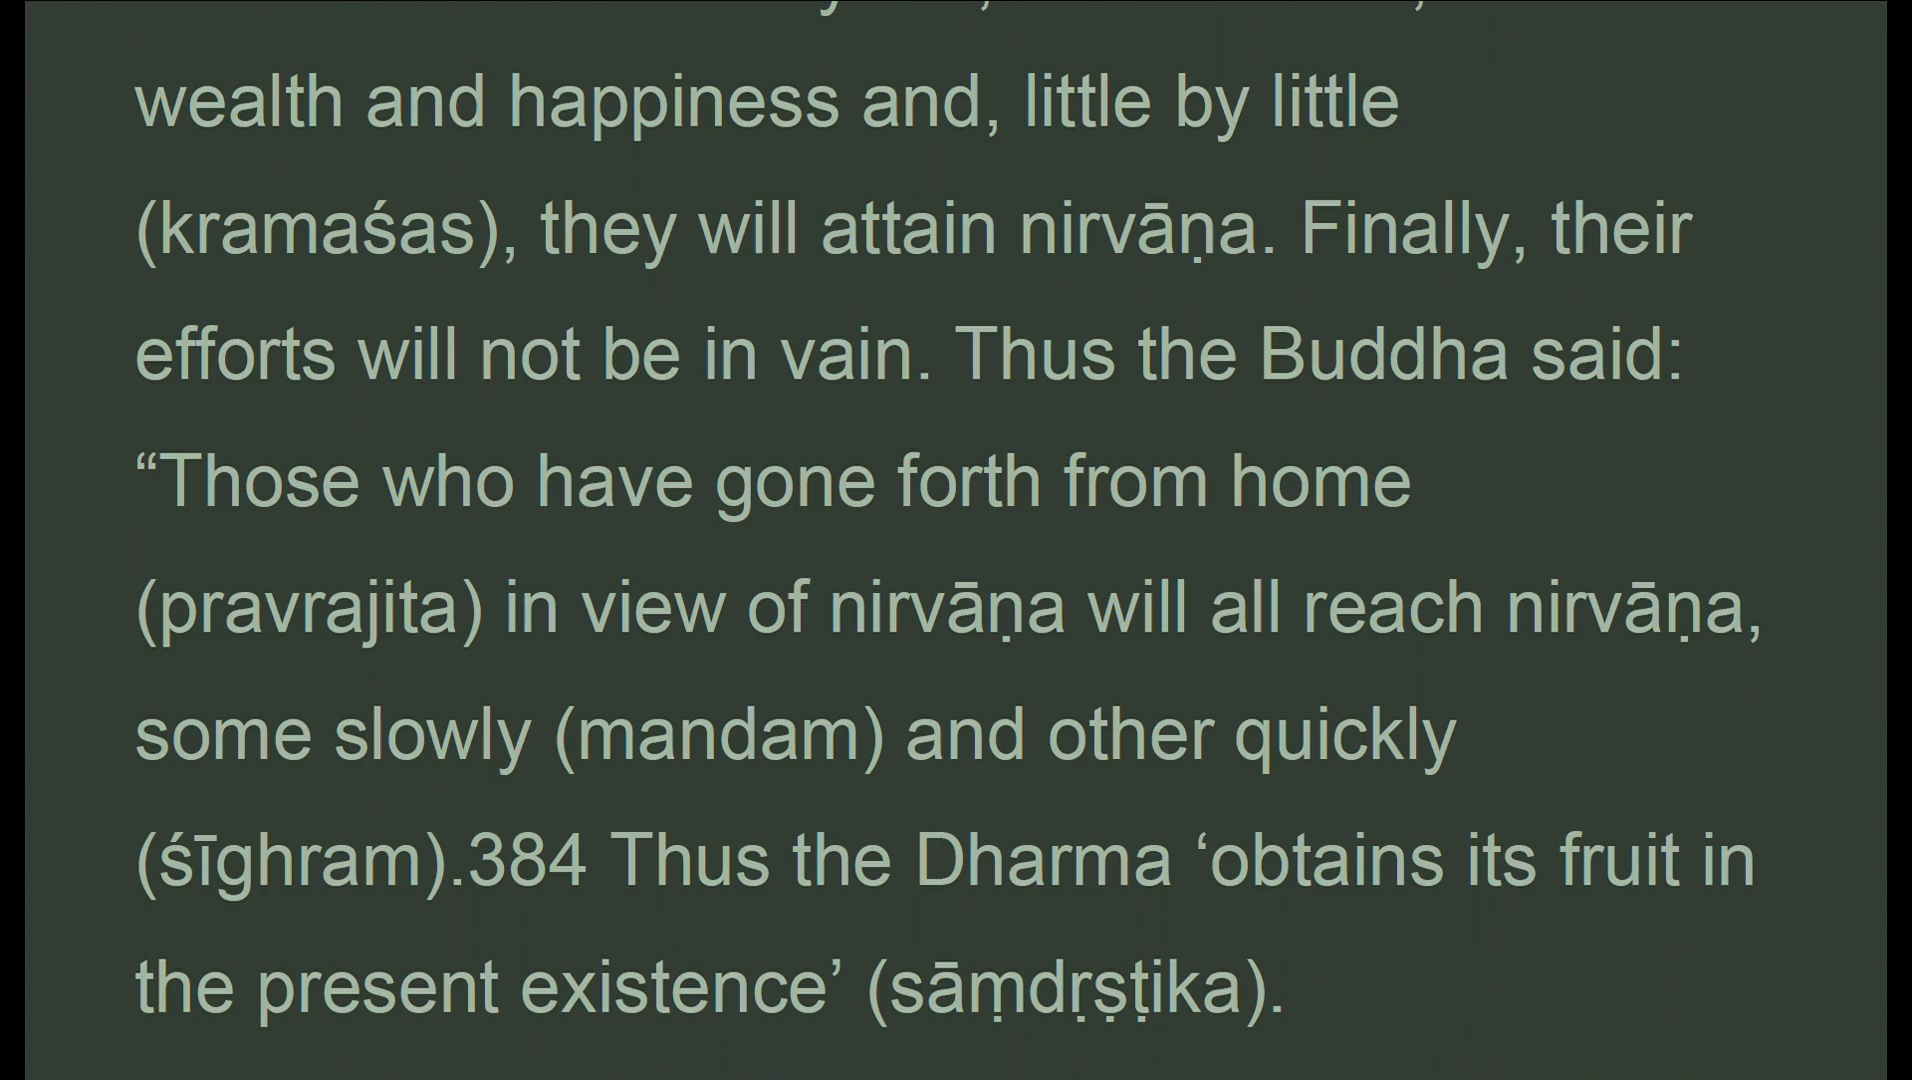 wealth and happiness and, little by little
(kramaśas), they will attain nirvāṇa. Finally, their
efforts will not be in vain. Thus the Buddha said:
“Those who have gone forth from home
(pravrajita) in view of nirvāṇa will all reach nirvāṇa,
some slowly (mandam) and other quickly
(śīghram).384 Thus the Dharma ‘obtains its fruit in
the present existence’ (sāṃdṛṣṭika).